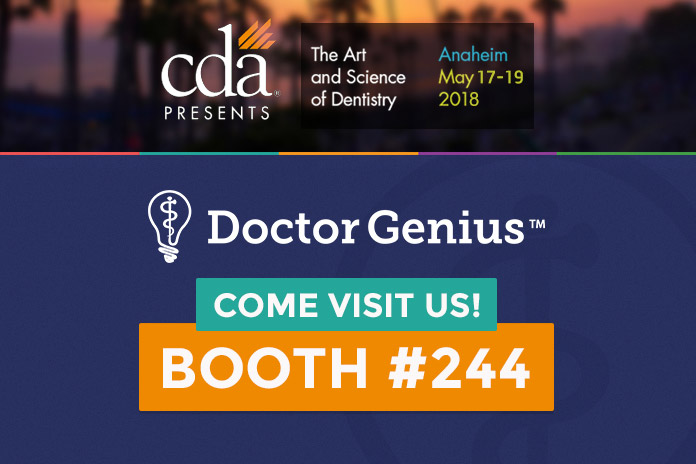 cda®
PRESENTS
The Art
and Science
of Dentistry
Anaheim
May 17-19
2018
Doctor Genius™
COME VISIT US!
BOOTH #244